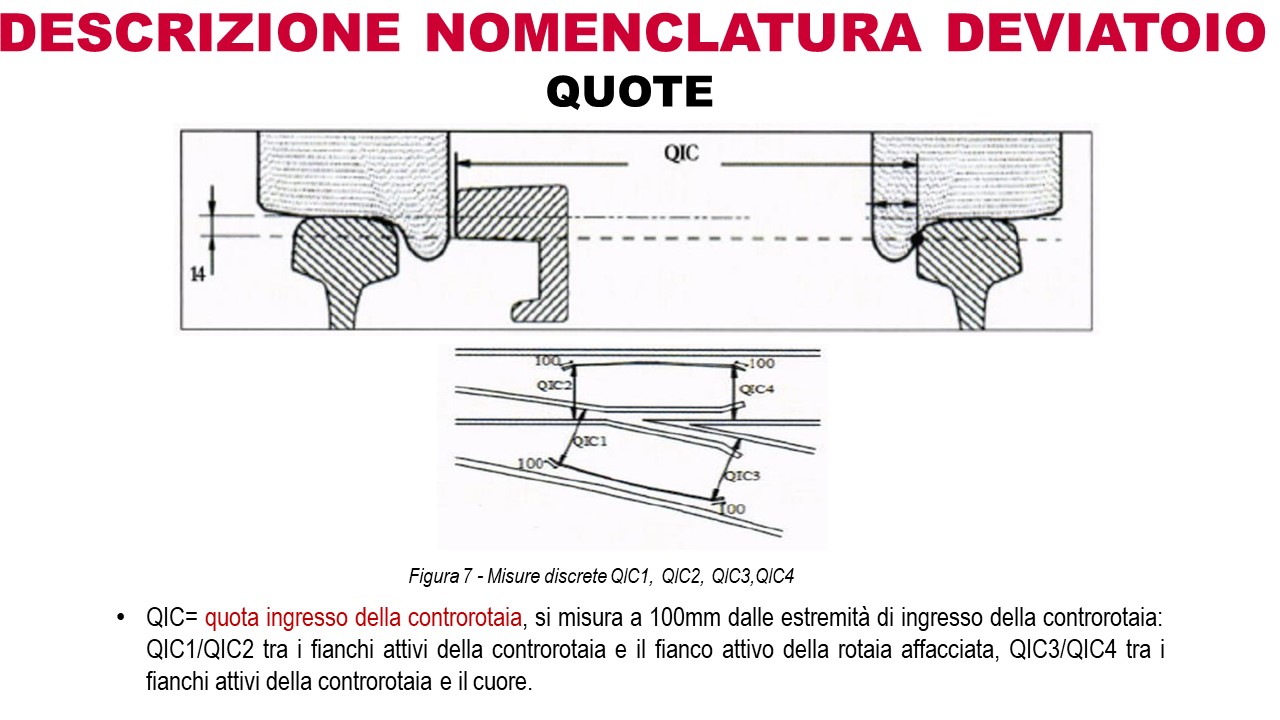 DESCRIZIONE NOMENCLATURA DEVIATOIO
QUOTE
QIC
14
100
100
QIC2
QIC4
QIC1
100
QIC3
100
Figura 7 - Misure discrete QIC1, QIC2, QIC3,QIC4
• QIC= quota ingresso della controrotaia, si misura a 100mm dalle estremità di ingresso della controrotaia:
QIC1/QIC2 tra i fianchi attivi della controrotaia e il fianco attivo della rotaia affacciata, QIC3/QIC4 tra i
fianchi attivi della controrotaia e il cuore.